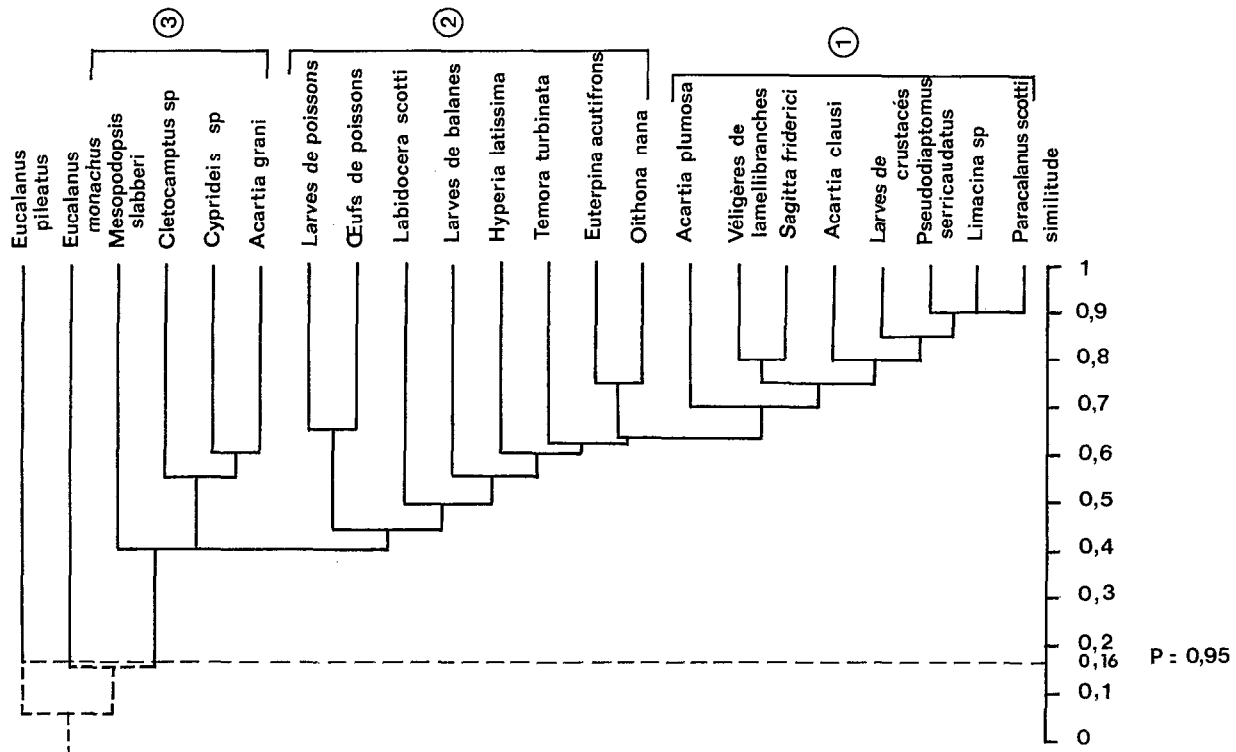 ③
②
①
Eucalanus
pileatus
Eucalanus
monachus
Mesopodopsis
slabberi
Cletocamptus sp
Cyprideis sp
Acartia grani
Larves de poissons
Œufs de poissons
Labidocera scotti
Larves de balanes
Hyperia latissima
Temora turbinata
Euterpina acutifrons
Oithona nana
Acartia plumosa
Véligères de
lamellibranches
Sagitta friderici
Acartia clausi
Larves de
crustacés
Pseudodiaptomus
serricaudatus
Limacina sp
Paracalanus scottii
similitude
1
0,9
0,8
0,7
0,6
0,5
0,4
0,3
0,2
0,16 P = 0,95
0,1
0